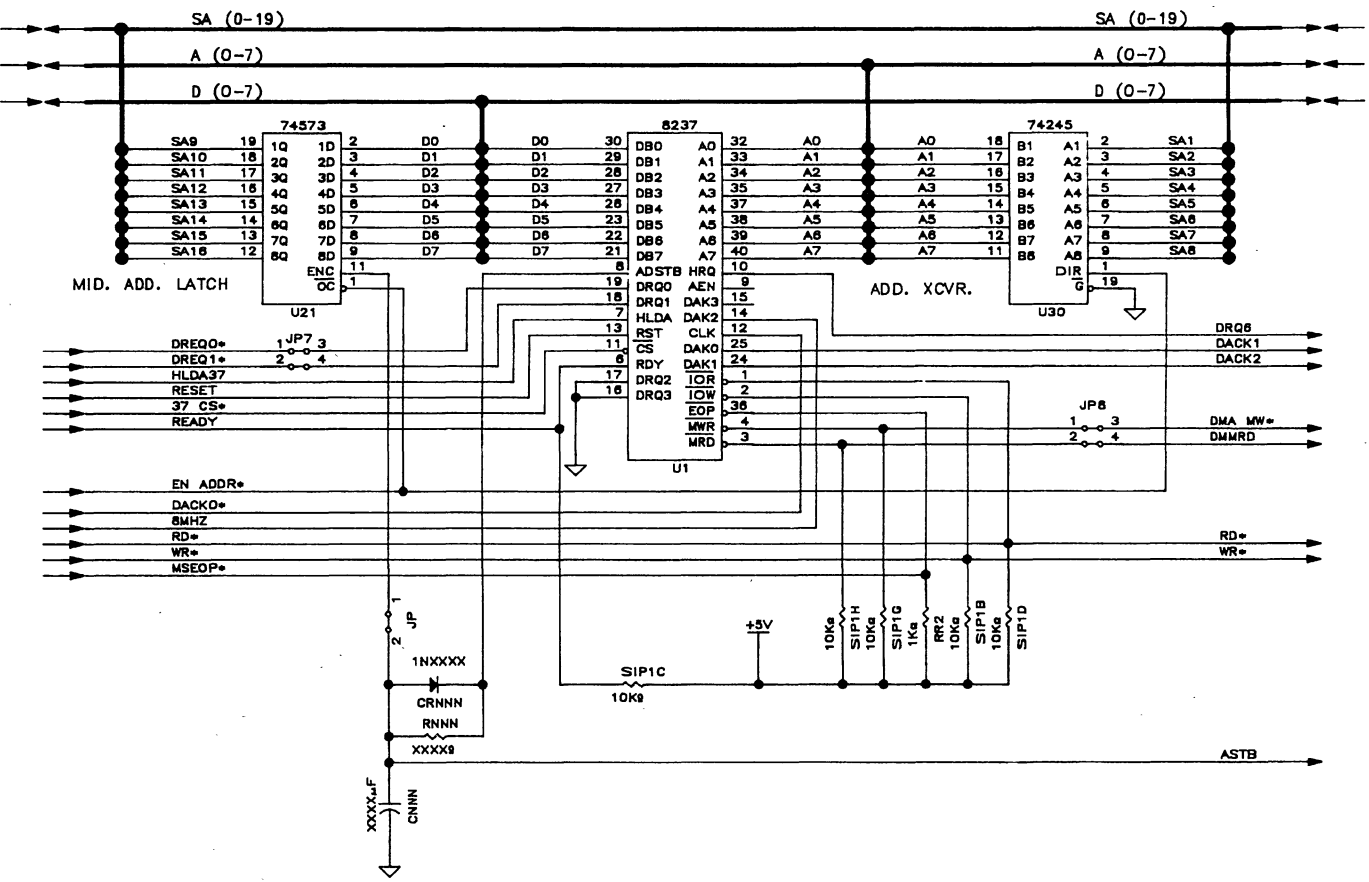 SA (0-19) SA (0-19)
A (0-7) A (0-7)
D (0-7) D (0-7)
74573 8237 74245
SA9 19 1Q 1D 2 D0 D0 30 DB0 A0 32 A0 A0 18 B1 A1 2 SA1
SA10 18 2Q 2D 3 D1 D1 29 DB1 A1 33 A1 A1 17 B2 A2 3 SA2
SA11 17 3Q 3D 4 D2 D2 28 DB2 A2 34 A2 A2 16 B3 A3 4 SA3
SA12 16 4Q 4D 5 D3 D3 27 DB3 A3 35 A3 A3 15 B4 A4 5 SA4
SA13 15 5Q 5D 6 D4 D4 26 DB4 A4 37 A4 A4 14 B5 A5 6 SA5
SA14 14 6Q 6D 7 D5 D5 23 DB5 A5 38 A5 A5 13 B6 A6 7 SA6
SA15 13 7Q 7D 8 D6 D6 22 DB6 A6 39 A6 A6 12 B7 A7 8 SA7
SA16 12 8Q 8D 9 D7 D7 21 DB7 A7 40 A7 A7 11 B8 A8 9 SA8
ENC 11 8 ADSTB HRQ 10 DIR 1
MID. ADD. LATCH OC 1 19 DRQ0 AEN 9 ADD. XCVR. G 19
18 DRQ1 DAK3 15
U21 7 HLDA DAK2 14 U30
13 RST CLK 12 DRQ6
DREQ0* 1 JP7 3 11 CS DAK0 25 DACK1
DREQ1* 2 4 6 RDY DAK1 24 DACK2
HLDA37 17 DRQ2 IOR 1
RESET 16 DRQ3 IOW 2
37 CS* EOP 36 JP8
READY MWR 4 1 3 DMA MW*
MRD 3 2 4 DMMRD
U1
EN ADDR*
DACK0*
8MHZ
RD* RD*
WR* WR*
MSEOP*
1 JP 2
10KΩ SIP1H 10KΩ SIP1G 1KΩ RR2 10KΩ SIP1B 10KΩ SIP1D
+5V
1NXXXX
SIP1C
CRNNN 10KΩ
RNNN
XXXXΩ
ASTB
XXXXµF CNNN